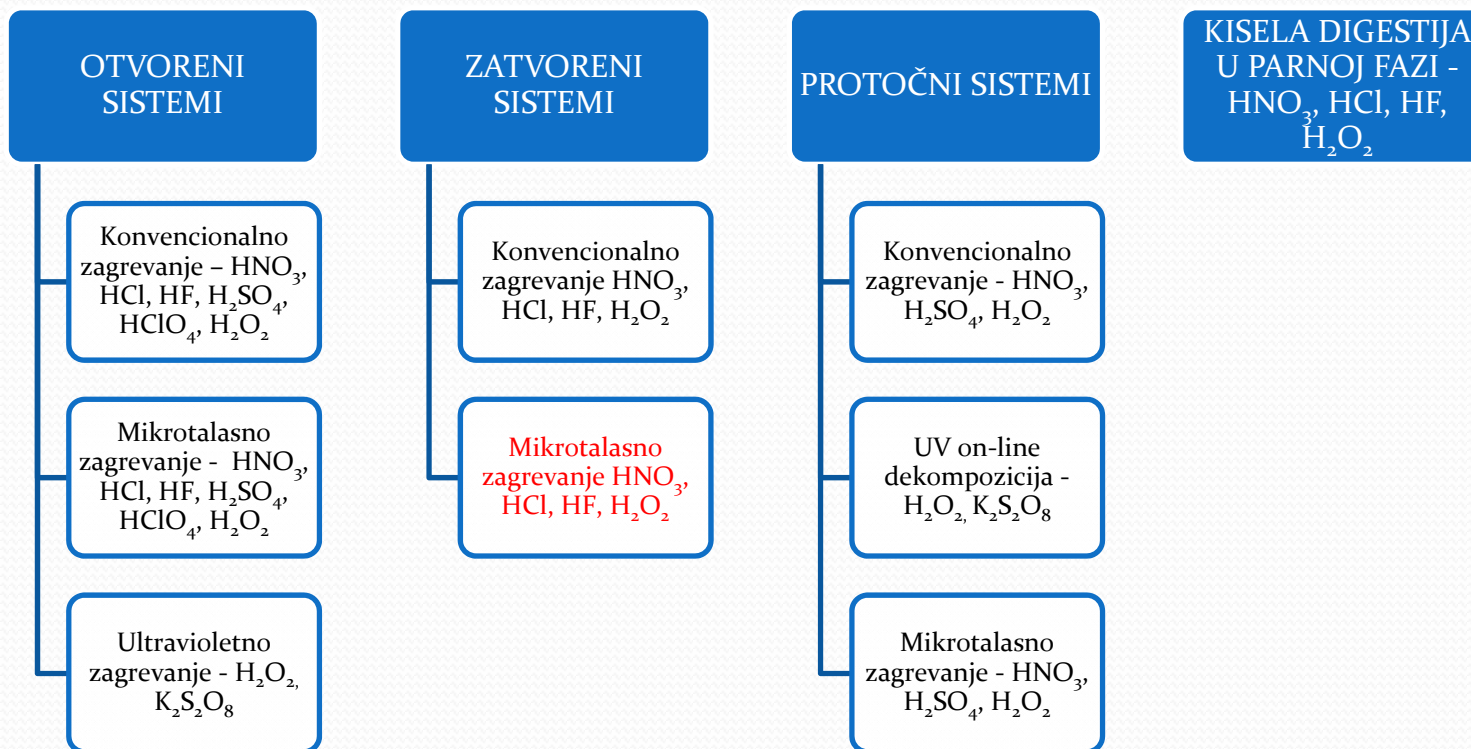 OTVORENI
SISTEMI
Konvencionalno
zagrevanje – HNO₃,
HCl, HF, H₂SO₄,
HClO₄, H₂O₂
Mikrotalasno
zagrevanje - HNO₃,
HCl, HF, H₂SO₄,
HClO₄, H₂O₂
Ultravioletno
zagrevanje - H₂O₂,
K₂S₂O₈
ZATVORENI
SISTEMI
Konvencionalno
zagrevanje HNO₃,
HCl, HF, H₂O₂
Mikrotalasno
zagrevanje HNO₃,
HCl, HF, H₂O₂
PROTOČNI SISTEMI
Konvencionalno
zagrevanje - HNO₃,
H₂SO₄, H₂O₂
UV on-line
dekompozicija -
H₂O₂, K₂S₂O₈
Mikrotalasno
zagrevanje - HNO₃,
H₂SO₄, H₂O₂
KISELA DIGESTIJA
U PARNOJ FAZI -
HNO₃, HCl, HF,
H₂O₂